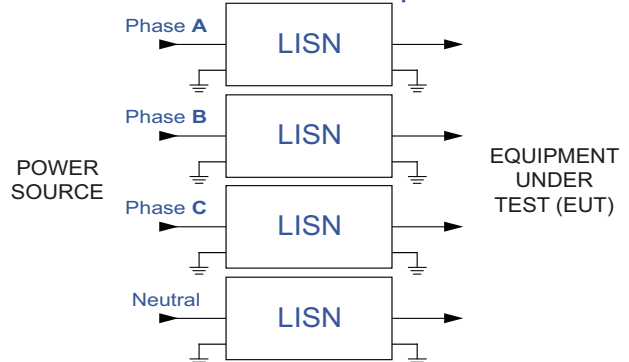 Phase A
LISN
Phase B
LISN
POWER
SOURCE
EQUIPMENT
UNDER
TEST (EUT)
Phase C
LISN
Neutral
LISN